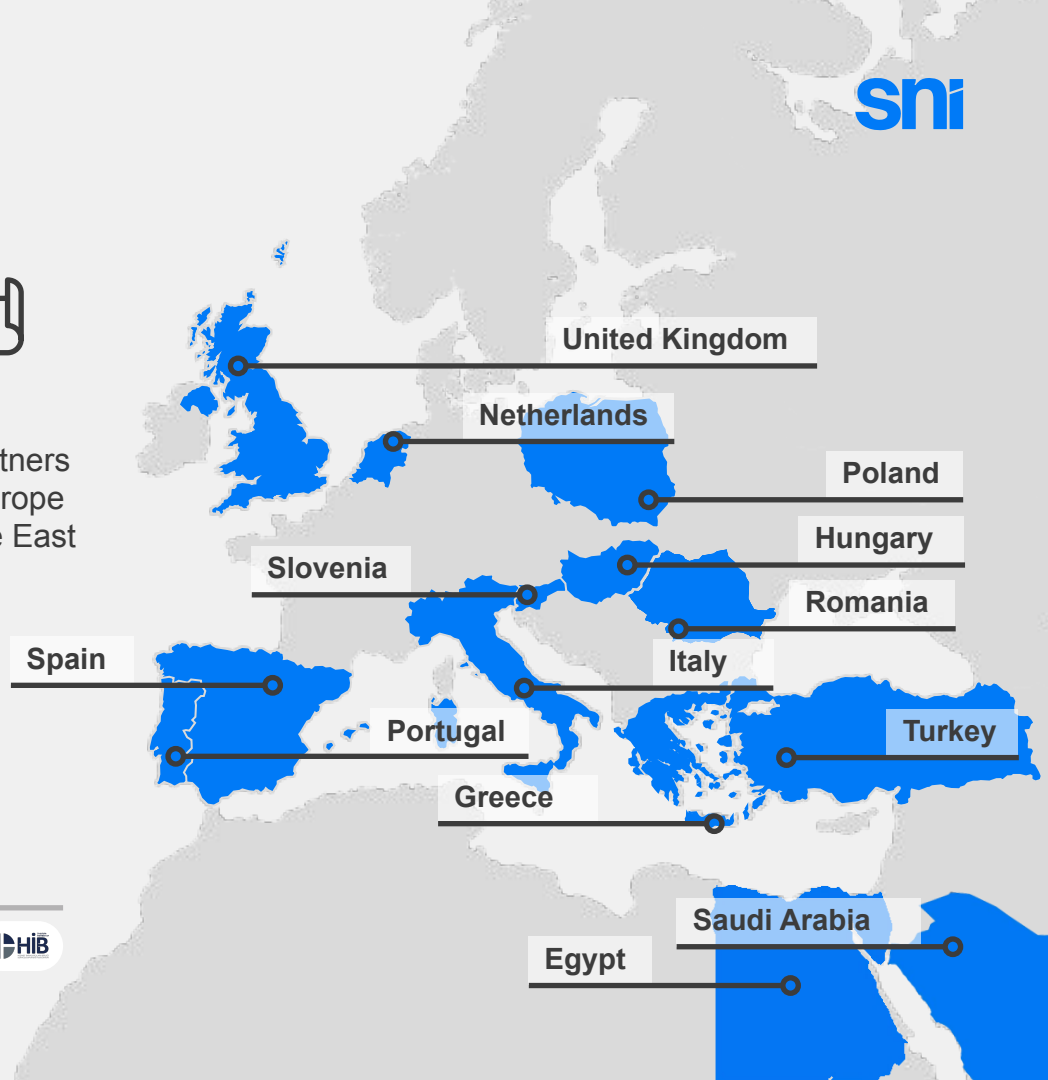 sni
United Kingdom
Netherlands
tners
rope
e East
Poland
Hungary
Slovenia
Romania
Spain
Italy
Portugal
Turkey
Greece
Saudi Arabia
HİB
Egypt